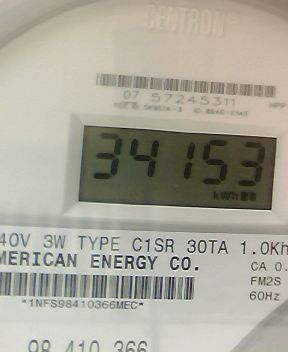 CENTRON®
07 57245311
HPP
34153
kWh
40V 3W TYPE C1SR 30TA 1.0Kh
MERICAN ENERGY CO.
CA 0.
FM2S
60Hz
*1NFS98410366MEC*
98 410 366